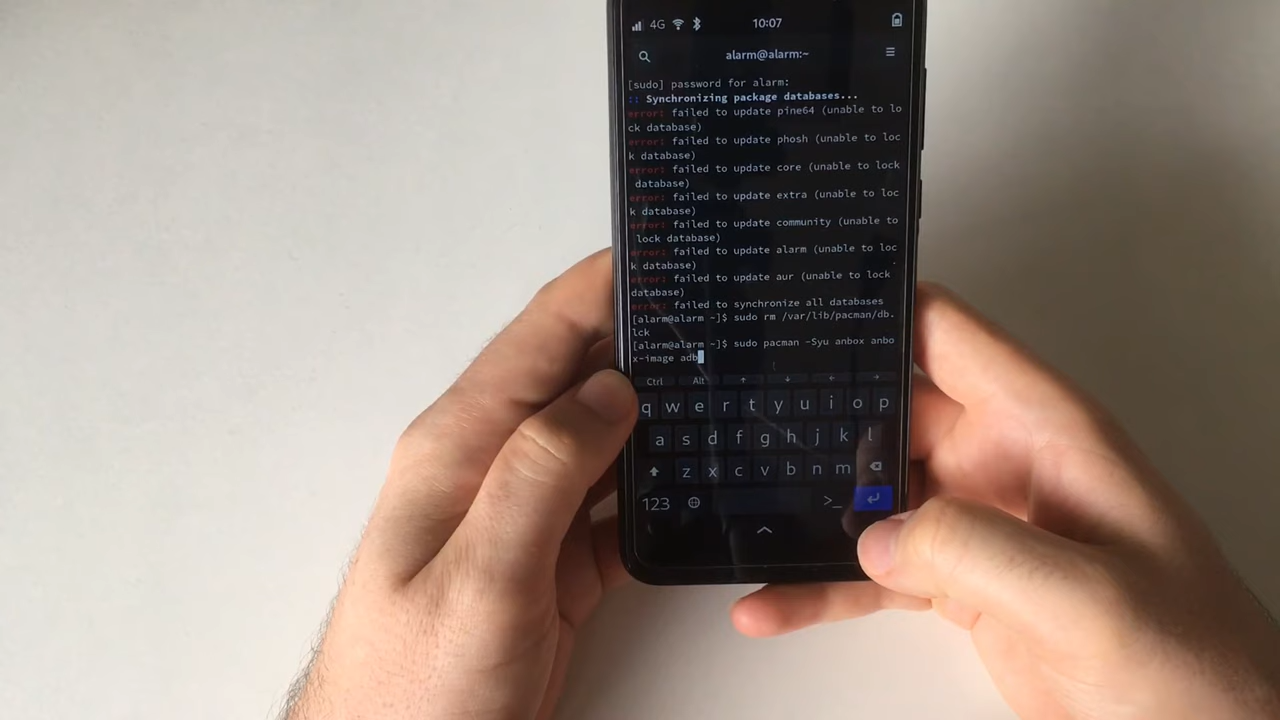 4G 10:07
alarm@alarm:~
[sudo] password for alarm:
:: Synchronizing package databases...
error: failed to update pine64 (unable to lo
ck database)
error: failed to update phosh (unable to loc
k database)
error: failed to update core (unable to lock
database)
error: failed to update extra (unable to loc
k database)
error: failed to update community (unable to
lock database)
error: failed to update alarm (unable to loc
k database)
error: failed to update aur (unable to lock
database)
error: failed to synchronize all databases
[alarm@alarm ~]$ sudo rm /var/lib/pacman/db.
lck
[alarm@alarm ~]$ sudo pacman -Syu anbox anbo
x-image adb
Ctrl Alt ↑ ↓ ← →
q w e r t y u i o p
a s d f g h j k l
z x c v b n m
123 >_